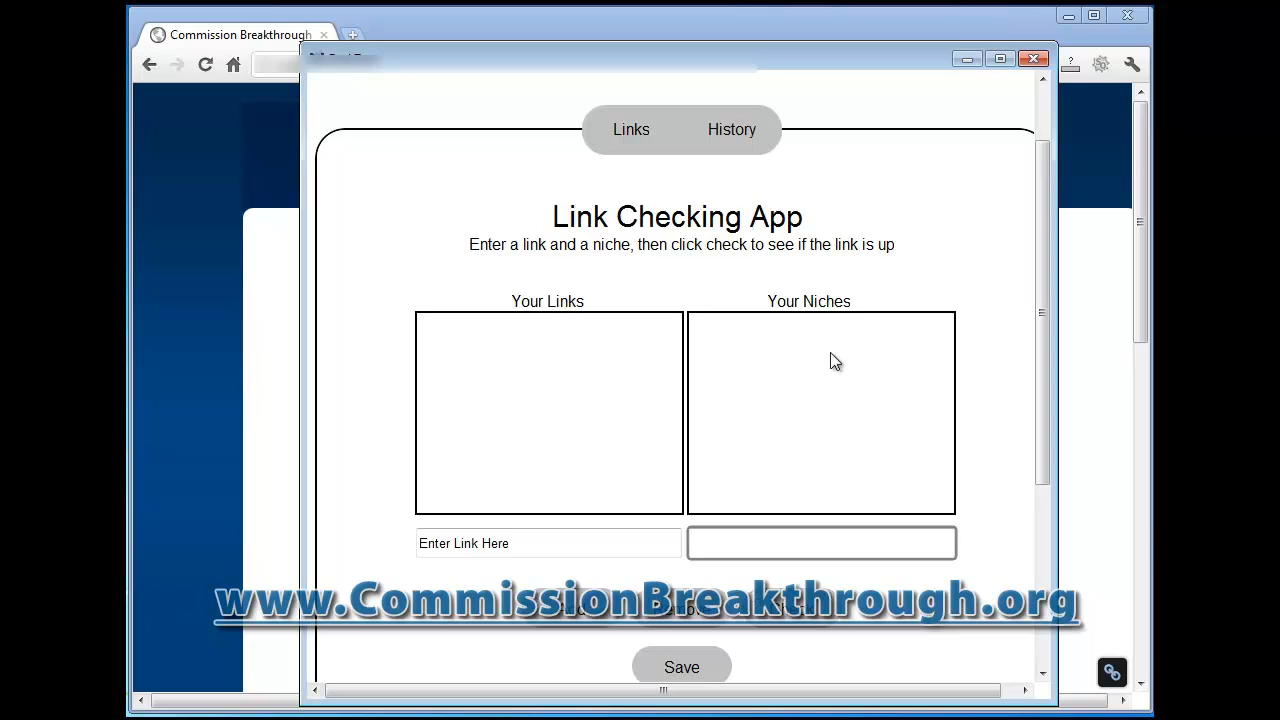 Commission Breakthrough
Links History
Link Checking App
Enter a link and a niche, then click check to see if the link is up
Your Links Your Niches
Enter Link Here
www.CommissionBreakthrough.org
Save